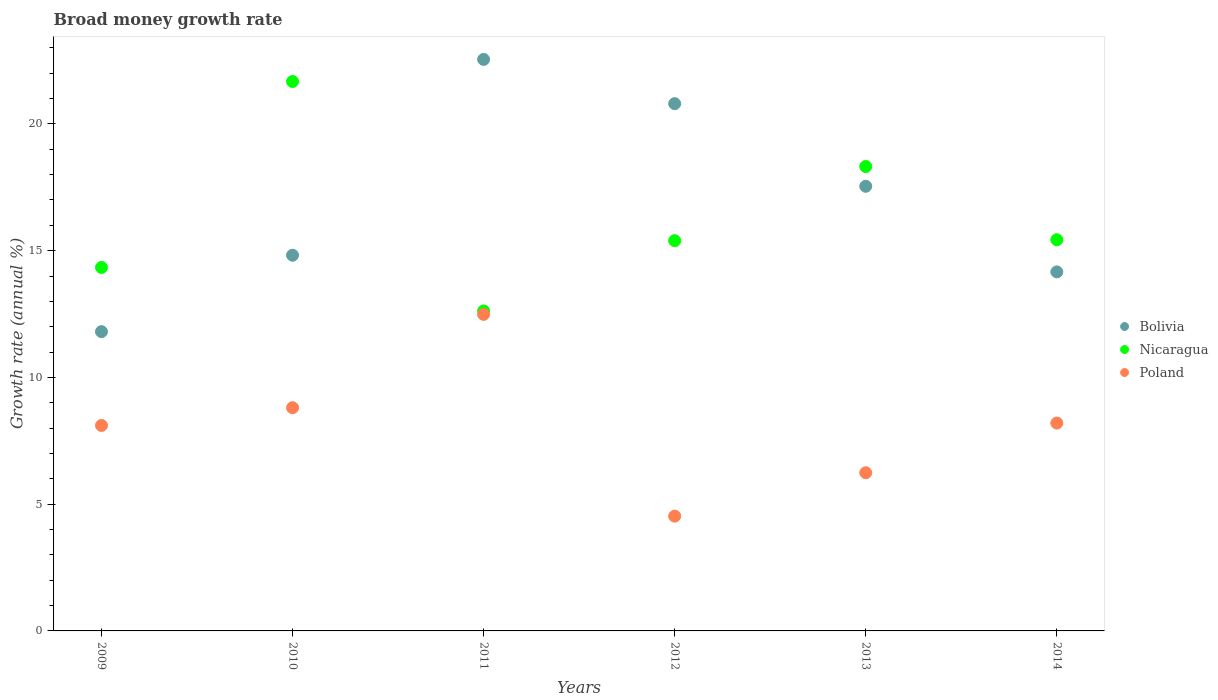 Broad money growth rate
Growth rate (annual %)
20
15
10
5
0
2009
2010
2011
2012
2013
2014
Years
Bolivia
Nicaragua
Poland